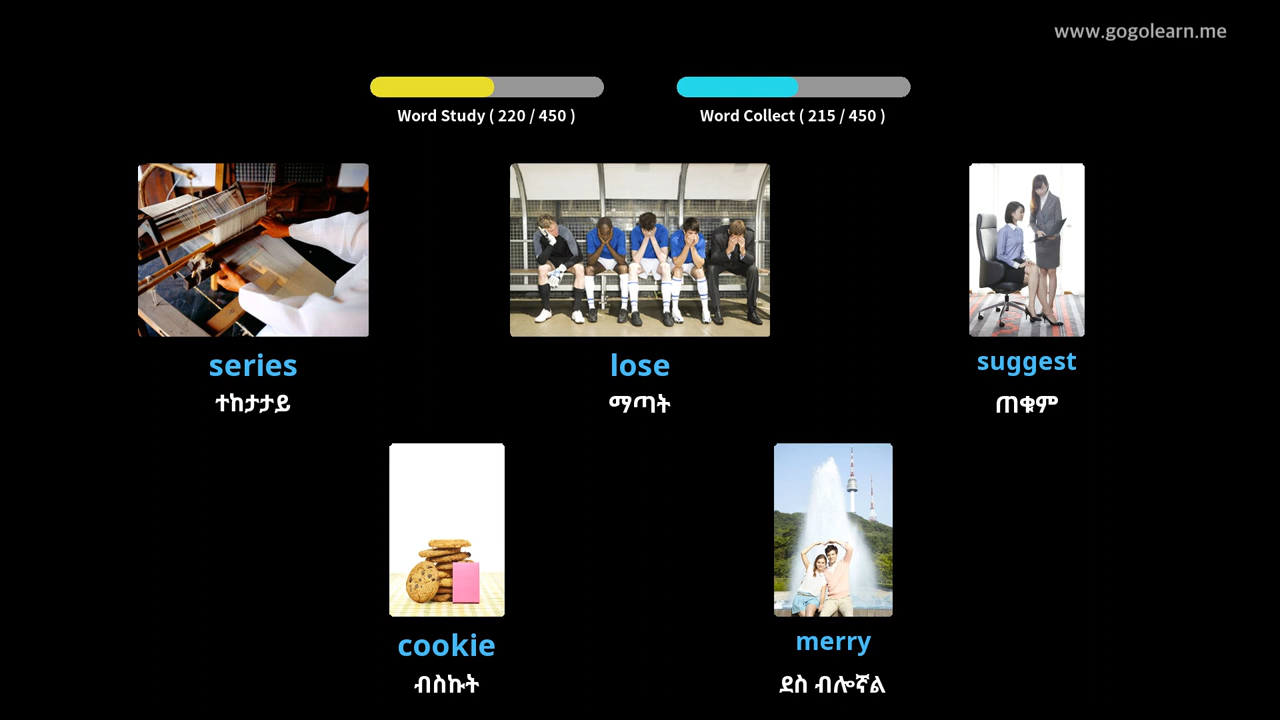 www.gogolearn.me
Word Study ( 220 / 450 )
Word Collect ( 215 / 450 )
series
ተከታታይ
lose
ማጣት
suggest
ጠቁም
cookie
ብስኩት
merry
ደስ ብሎኛል